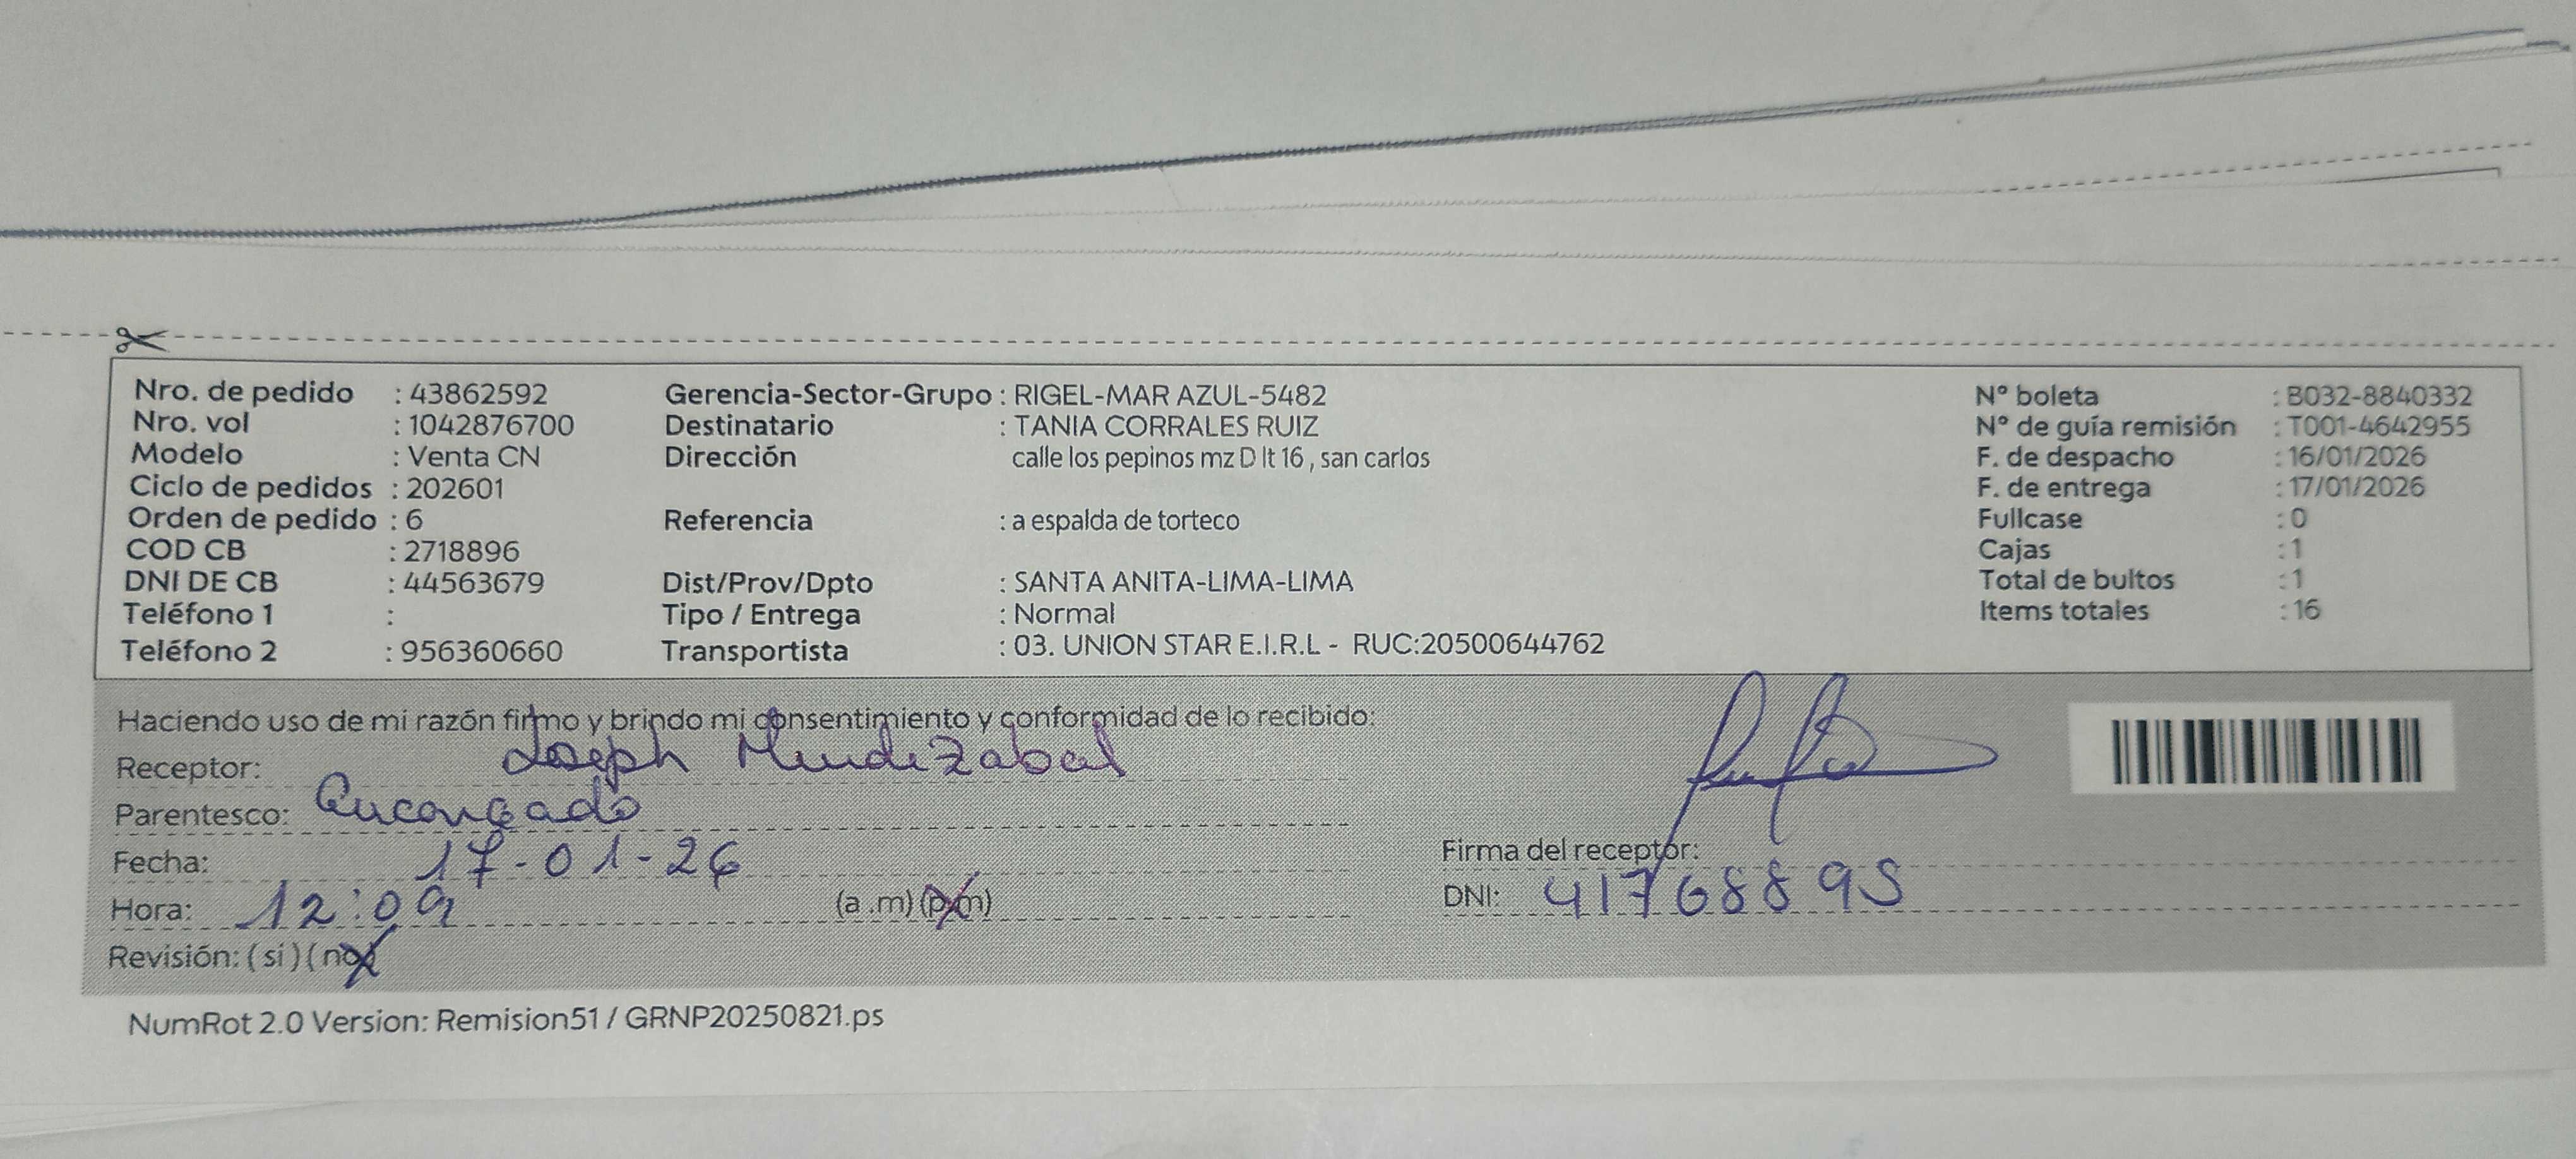 Nro. de pedido : 43862592 Gerencia-Sector-Grupo : RIGEL-MAR AZUL-5482 N° boleta : B032-8840332
Nro. vol : 1042876700 Destinatario : TANIA CORRALES RUIZ N° de guía remisión : T001-4642955
Modelo : Venta CN Dirección calle los pepinos mz D lt 16 , san carlos F. de despacho : 16/01/2026
Ciclo de pedidos : 202601 F. de entrega : 17/01/2026
Orden de pedido : 6 Referencia : a espalda de torteco Fullcase : 0
COD CB : 2718896 Cajas : 1
DNI DE CB : 44563679 Dist/Prov/Dpto : SANTA ANITA-LIMA-LIMA Total de bultos : 1
Teléfono 1 : Tipo / Entrega : Normal Items totales : 16
Teléfono 2 : 956360660 Transportista : 03. UNION STAR E.I.R.L - RUC:20500644762
Haciendo uso de mi razón firmo y brindo mi consentimiento y conformidad de lo recibido:
Receptor: Joseph Mendizabal
Parentesco: Encargado
Fecha: 17-01-26 Firma del receptor:
Hora: 12:09 (a .m) (p.m) DNI: 41768895
Revisión: ( si ) ( no )
NumRot 2.0 Version: Remision51 / GRNP20250821.ps